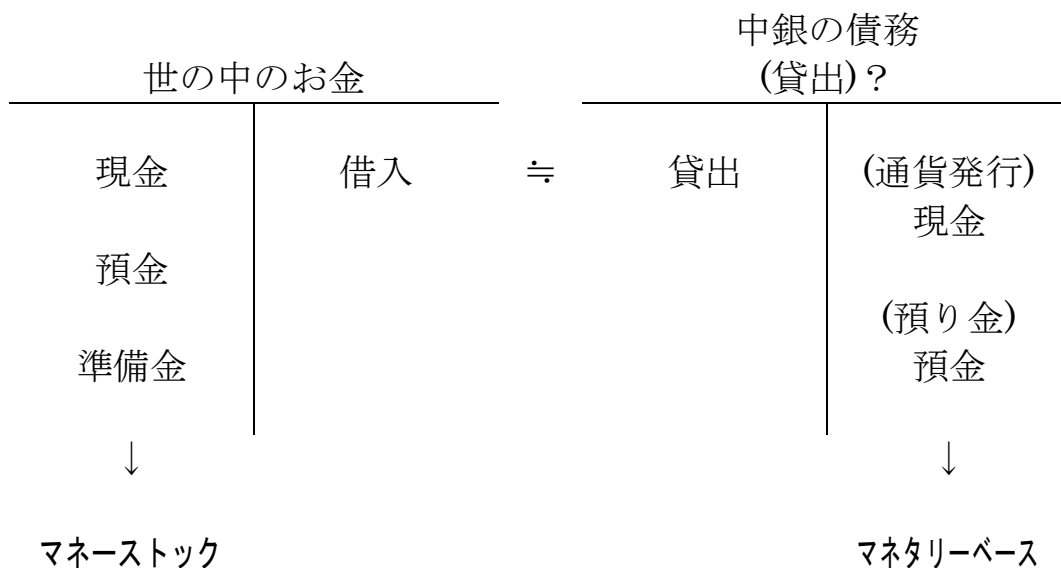 世の中のお金
中銀の債務
(貸出)？
現金 借入 ≒ 貸出 (通貨発行)
現金
預金
(預り金)
準備金 預金
↓ ↓
マネーストック マネタリーベース